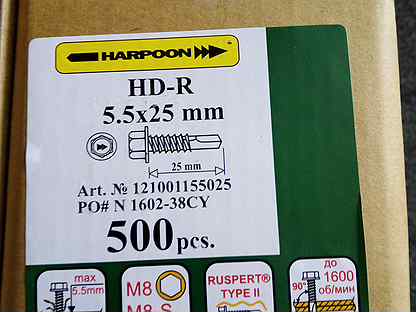 HARPOON
HD-R
5.5x25 mm
25 mm
Art. № 121001155025
PO# N 1602-38CY
500 pcs.
max
5.5mm
M8
M8-S
RUSPERT®
TYPE II
до
1600
об/мин
90°